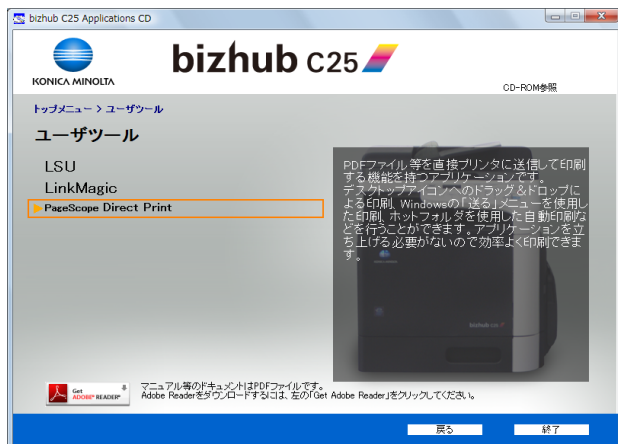 bizhub C25 Applications CD
KONICA MINOLTA
bizhub C25
CD-ROM参照
トップメニュー > ユーザツール
ユーザツール
LSU
LinkMagic
PageScope Direct Print
PDFファイル等を直接プリンタに送信して印刷
する機能を持つアプリケーションです。
デスクトップアイコンへのドラッグ&ドロップに
よる印刷、Windowsの「送る」メニューを使用し
た印刷、ホットフォルダを使用した自動印刷な
どを行うことができます。アプリケーションを立
ち上げる必要がないので効率よく印刷できま
す。
Get
ADOBE® READER®
マニュアル等のドキュメントはPDFファイルです。
Adobe Readerをダウンロードするには、左の「Get Adobe Reader」をクリックしてください。
戻る
終了